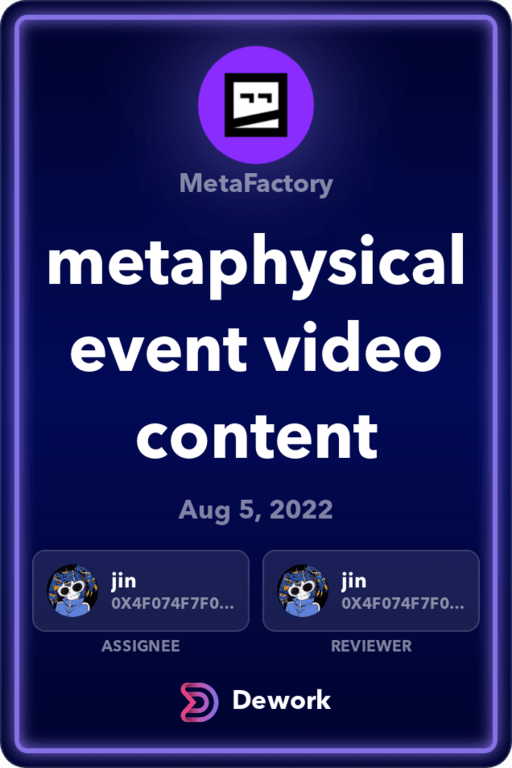 MetaFactory
metaphysical
event video
content
Aug 5, 2022
jin
0X4F074F7F0...
ASSIGNEE
jin
0X4F074F7F0...
REVIEWER
Dework